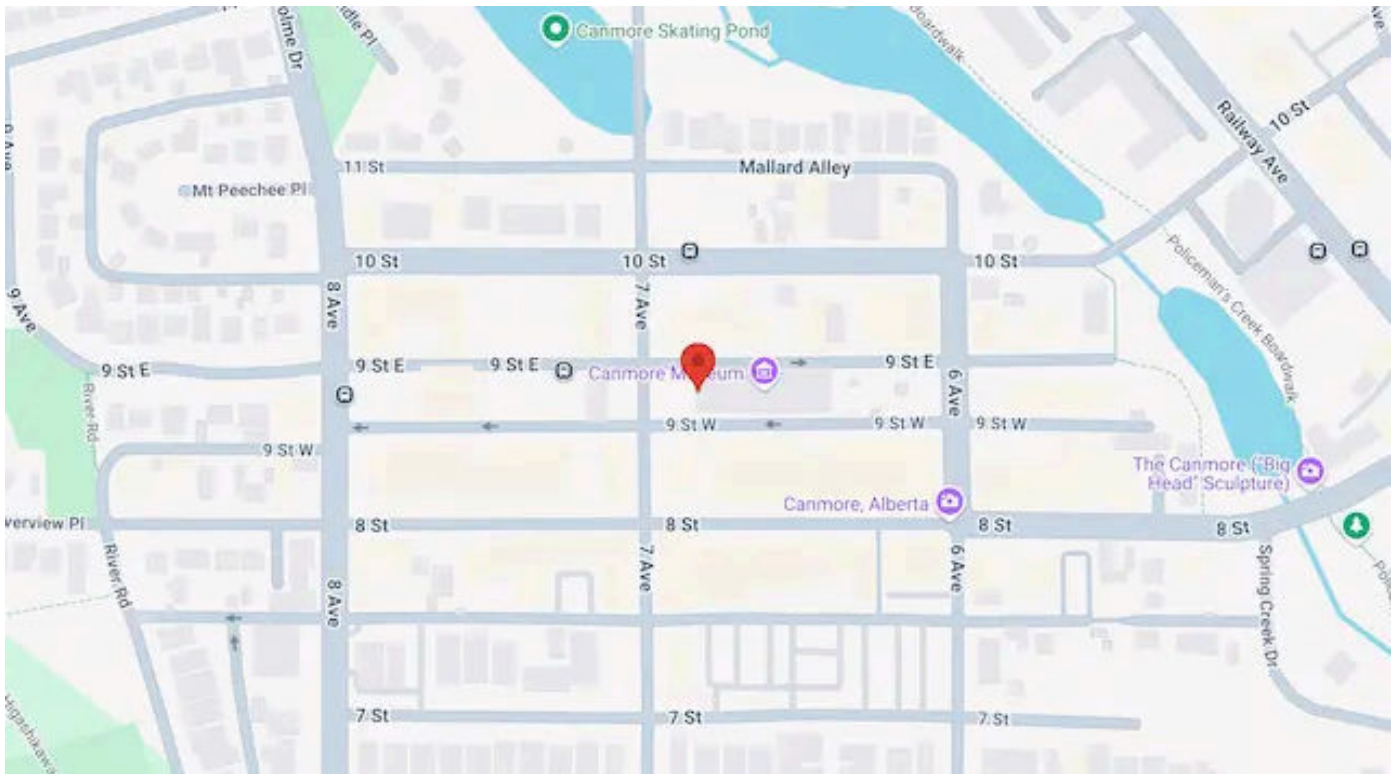 Canmore Skating Pond
Boardwalk
Railway Ave
10 St
9 Ave
11 St
Mallard Alley
Mt Peechee Pl
Policeman's Creek Boardwalk
10 St
10 St
10 St
8 Ave
7 Ave
9 Ave
9 St E
9 St E
9 St E
9 St E
Canmore
6 Ave
River Rd
9 St W
9 St W
9 St W
9 St W
The Canmore ("Big
Head" Sculpture)
Canmore, Alberta
8 St
8 St
8 St
8 St
River Rd
8 Ave
7 Ave
6 Ave
Spring Creek Dr
7 St
7 St
7 St